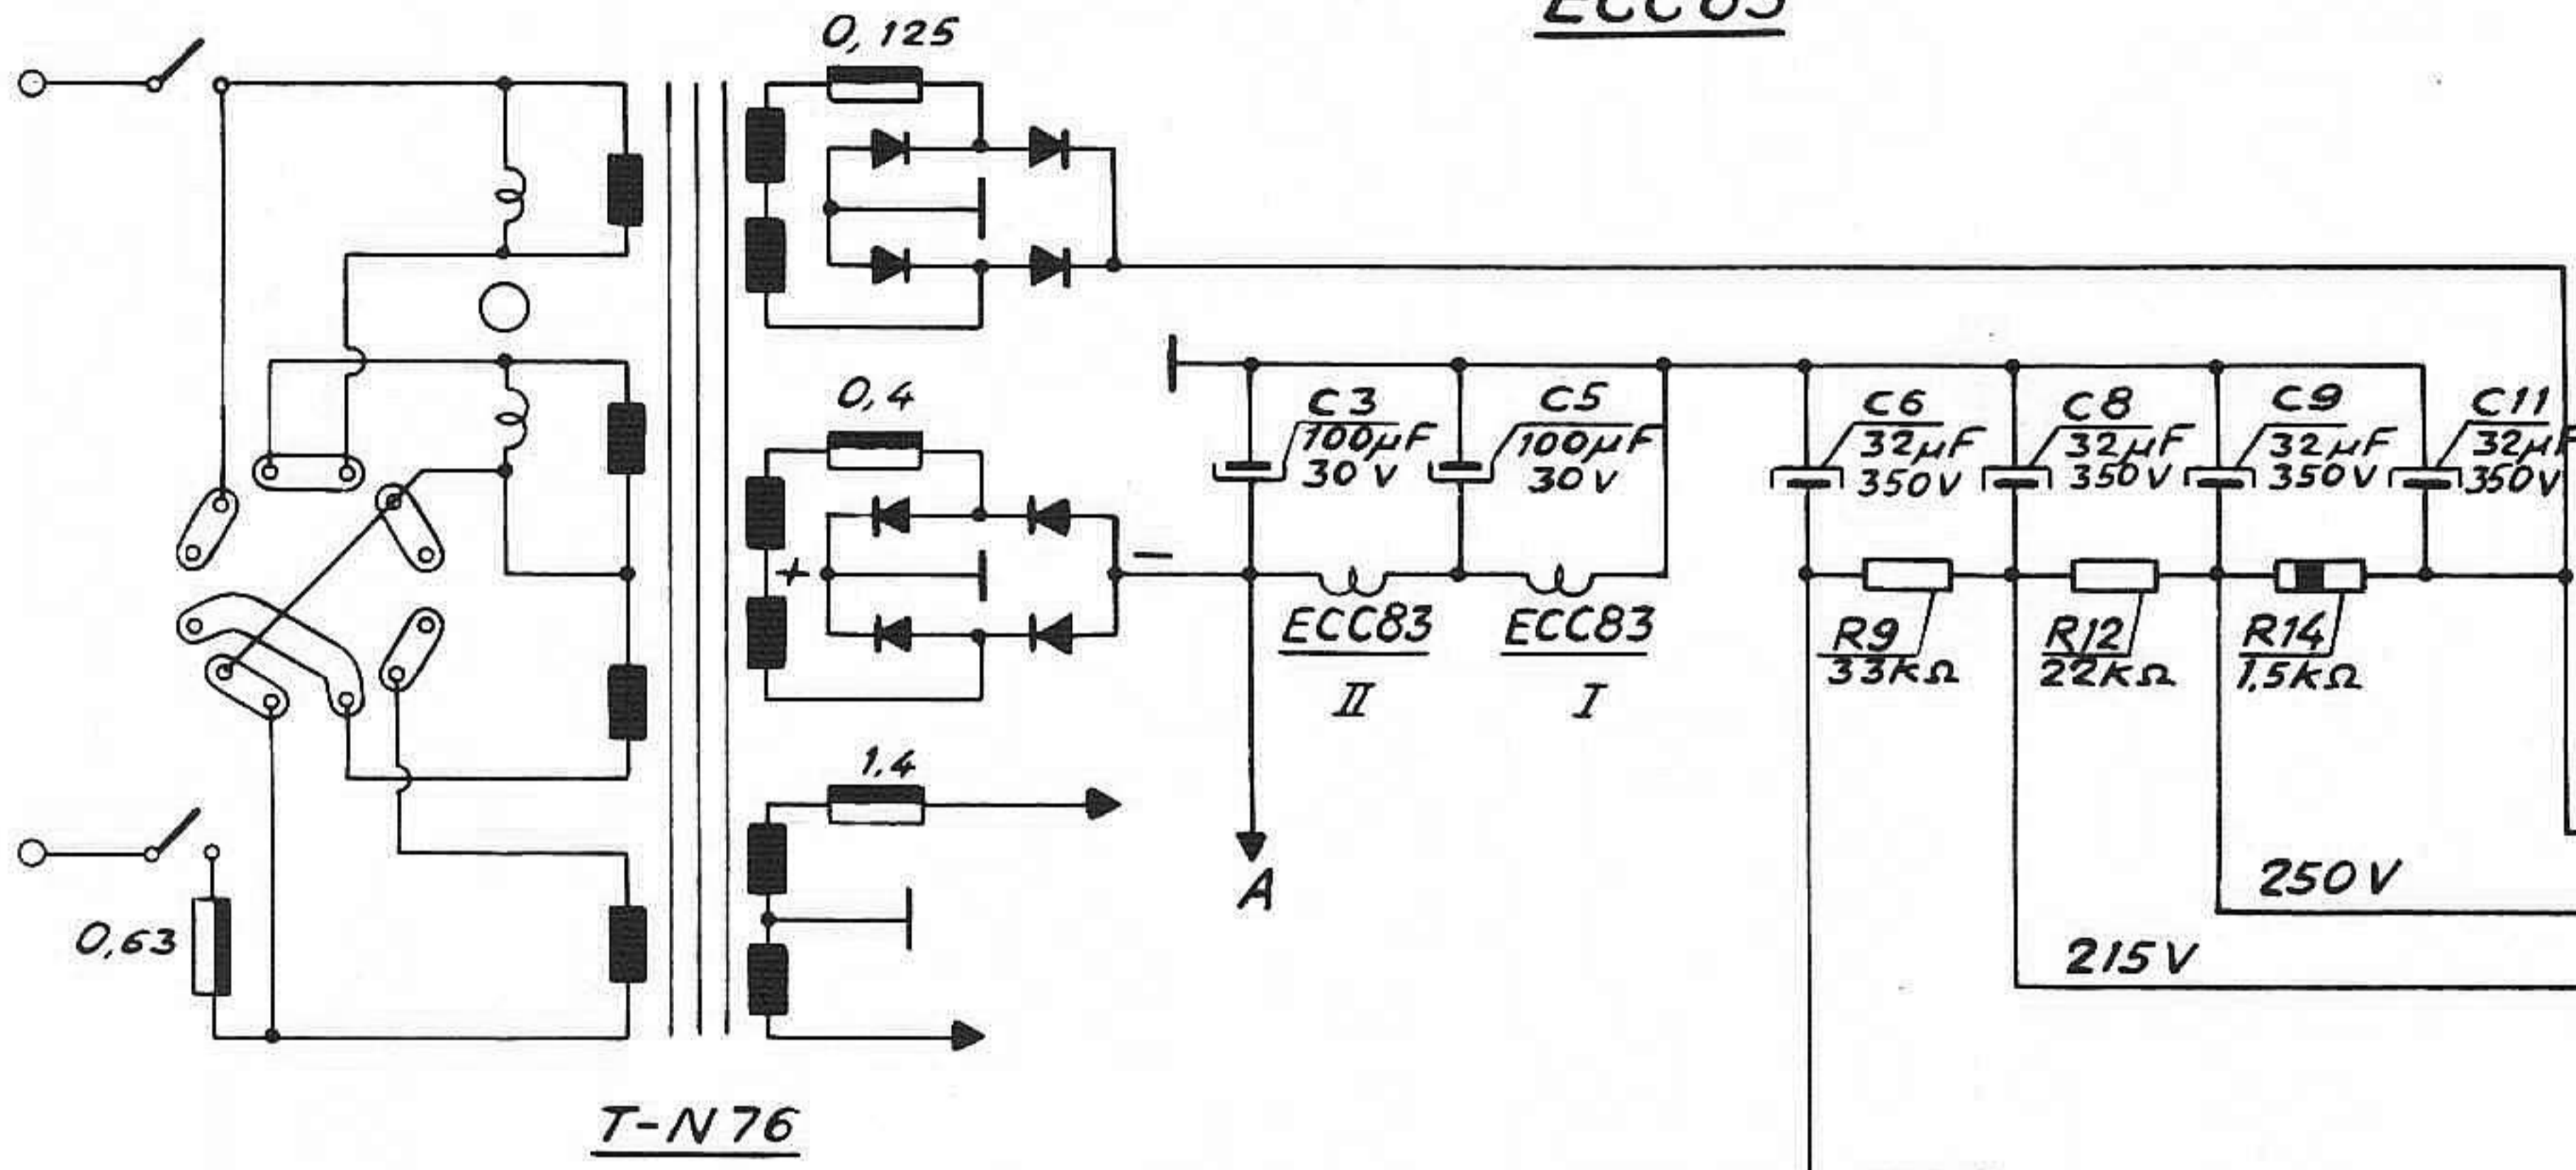 ECC83
0,125
0,4
1,4
0,63
+
−
C3
100µF
30V
C5
100µF
30V
C6
32µF
350V
C8
32µF
350V
C9
32µF
350V
C11
32µF
350V
ECC83
II
ECC83
I
R9
33kΩ
R12
22kΩ
R14
1,5kΩ
A
250V
215V
T-N76